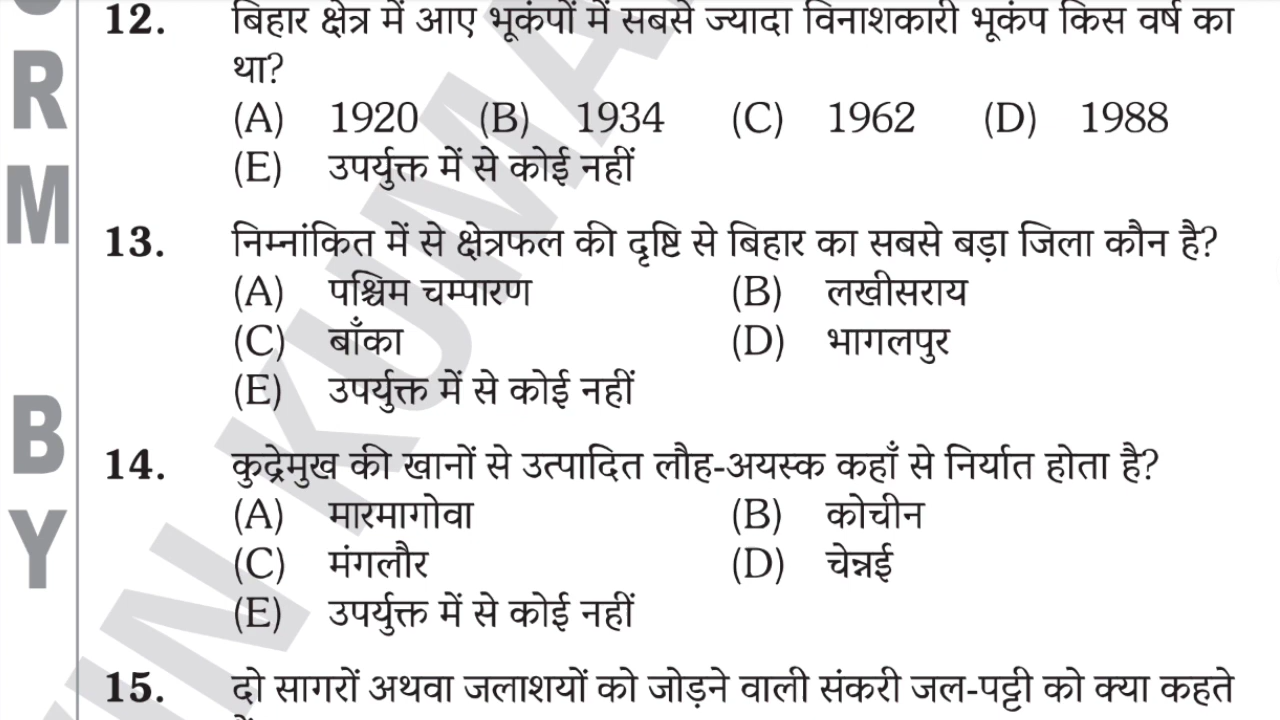 12. बिहार क्षेत्र में आए भूकंपों में सबसे ज्यादा विनाशकारी भूकंप किस वर्ष का
था?
(A) 1920 (B) 1934 (C) 1962 (D) 1988
(E) उपर्युक्त में से कोई नहीं
13. निम्नांकित में से क्षेत्रफल की दृष्टि से बिहार का सबसे बड़ा जिला कौन है?
(A) पश्चिम चम्पारण (B) लखीसराय
(C) बाँका (D) भागलपुर
(E) उपर्युक्त में से कोई नहीं
14. कुद्रेमुख की खानों से उत्पादित लौह-अयस्क कहाँ से निर्यात होता है?
(A) मारमागोवा (B) कोचीन
(C) मंगलौर (D) चेन्नई
(E) उपर्युक्त में से कोई नहीं
15. दो सागरों अथवा जलाशयों को जोड़ने वाली संकरी जल-पट्टी को क्या कहते
R
M
B
Y
IN KUMA